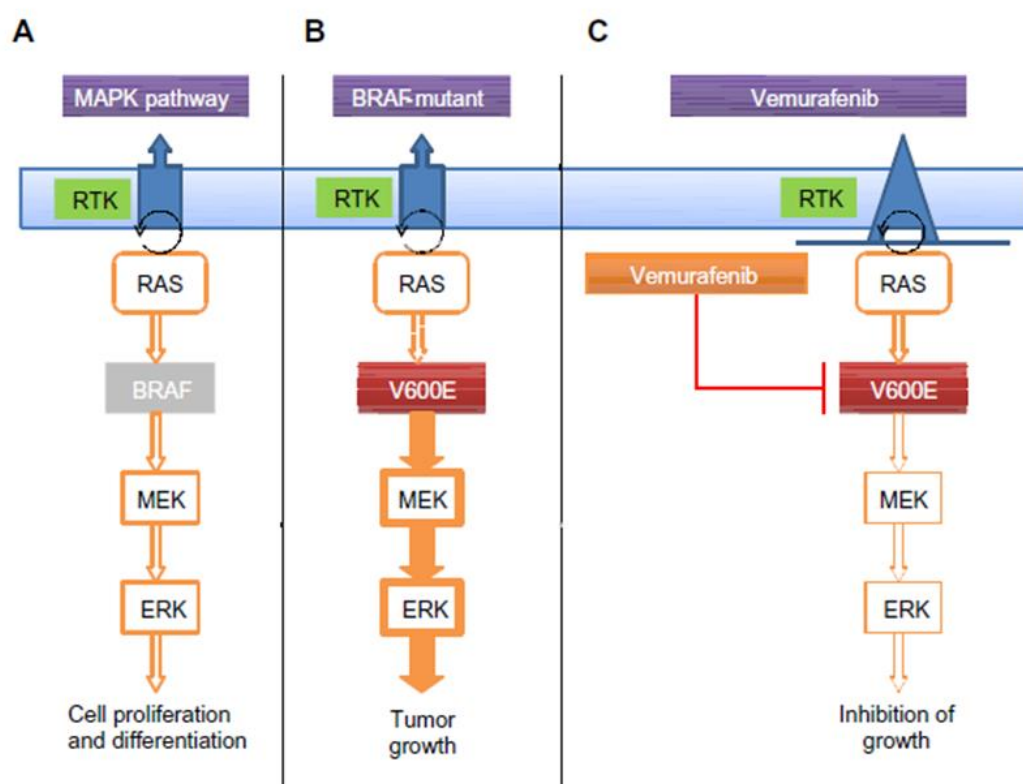 A
MAPK pathway
RTK
RAS
BRAF
MEK
ERK
Cell proliferation
and differentiation
B
BRAF-mutant
RTK
RAS
V600E
MEK
ERK
Tumor
growth
C
Vemurafenib
RTK
Vemurafenib
RAS
V600E
MEK
ERK
Inhibition of
growth